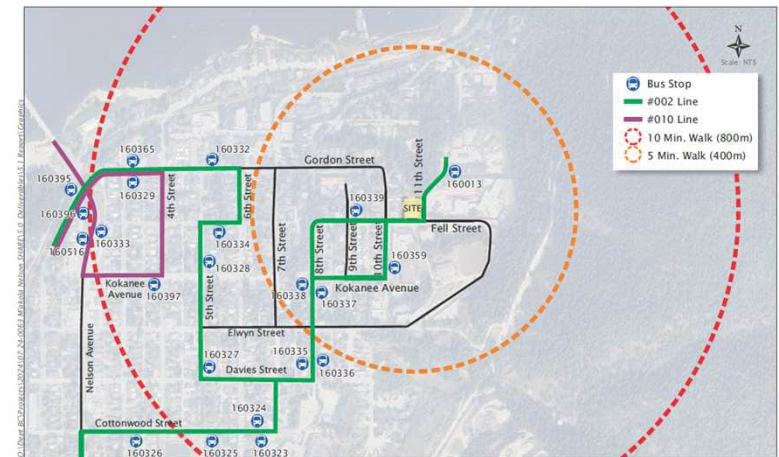 N
Scale: NTS
Bus Stop
#002 Line
#010 Line
10 Min. Walk (800m)
5 Min. Walk (400m)
160365
160332
Gordon Street
11th Street
160013
160395
160329
4th Street
6th Street
160339
SITE
160396
160333
160334
7th Street
8th Street
9th Street
10th Street
Fell Street
160516
160328
160359
Kokanee
Avenue
160397
5th Street
160338
160337
Kokanee Avenue
Nelson Avenue
Elwyn Street
160327
160335
160336
Davies Street
160324
Cottonwood Street
160326
160325
160323